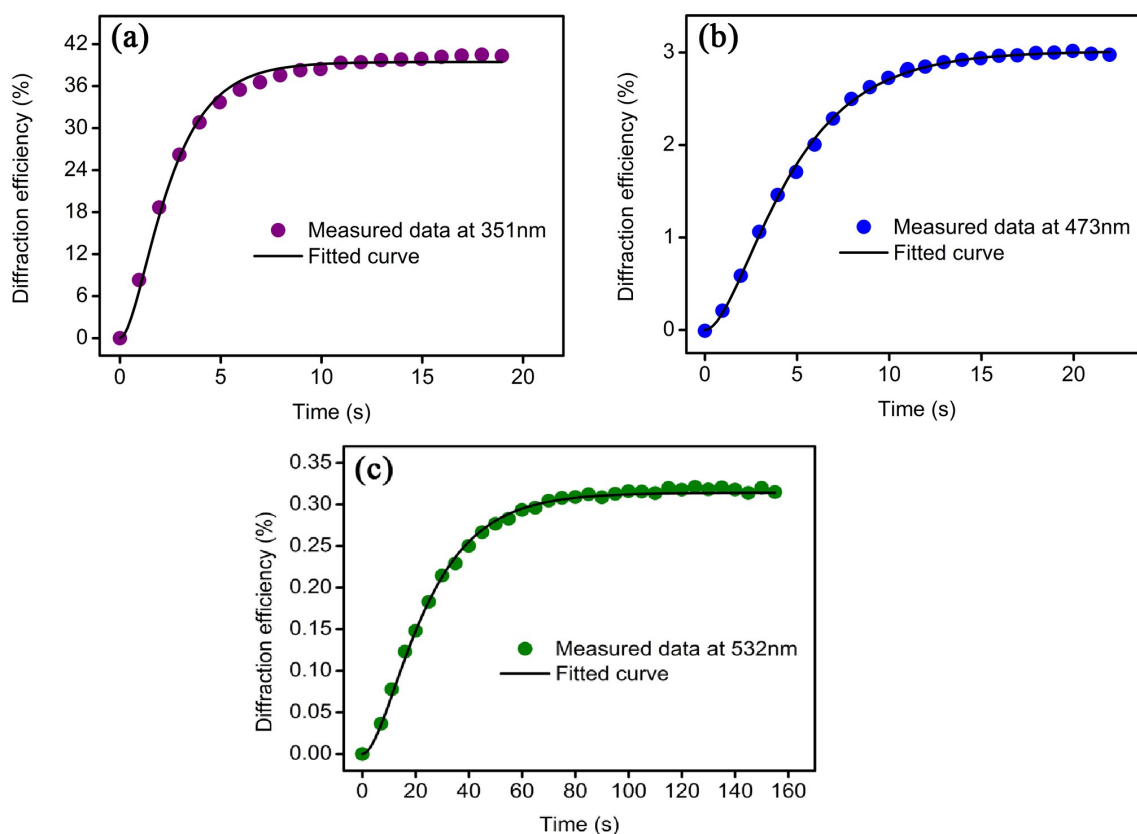 (a)
Diffraction efficiency (%)
42
36
30
24
18
12
6
0
Measured data at 351nm
Fitted curve
0 5 10 15 20
Time (s)
(b)
Diffraction efficiency (%)
3
2
1
0
Measured data at 473nm
Fitted curve
0 5 10 15 20
Time (s)
(c)
Diffraction efficiency (%)
0.35
0.30
0.25
0.20
0.15
0.10
0.05
0.00
Measured data at 532nm
Fitted curve
0 20 40 60 80 100 120 140 160
Time (s)